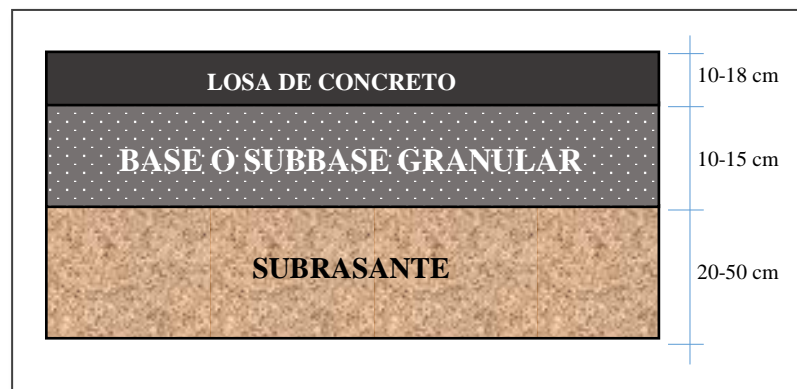 LOSA DE CONCRETO
10-18 cm
BASE O SUBBASE GRANULAR
10-15 cm
SUBRASANTE
20-50 cm